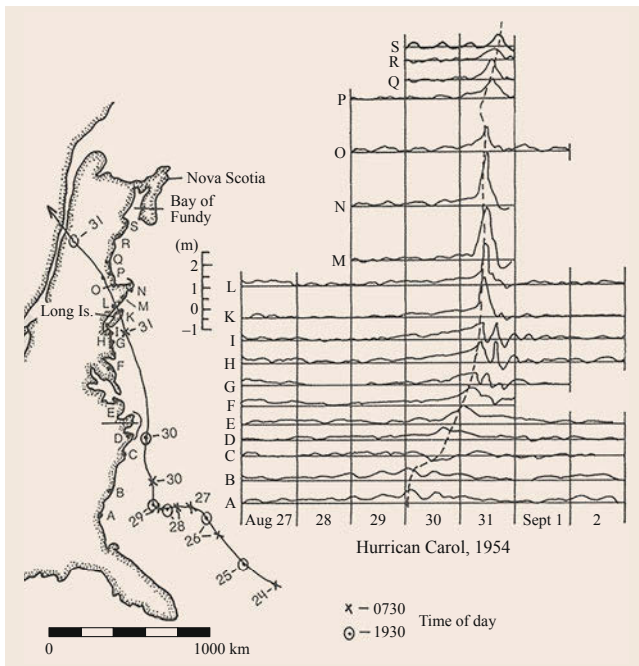 Nova Scotia
Bay of
Fundy
(m)
2
1
0
−1
Long Is.
31
31
30
30
29
28
27
26
25
24
S
R
Q
P
O
N
M
L
K
I
H
G
F
E
D
C
B
A
S
R
Q
P
O
N
M
L
K
I
H
G
F
E
D
C
B
A
Aug 27 28 29 30 31 Sept 1 2
Hurrican Carol, 1954
x – 0730
⊙ – 1930
Time of day
0 1000 km